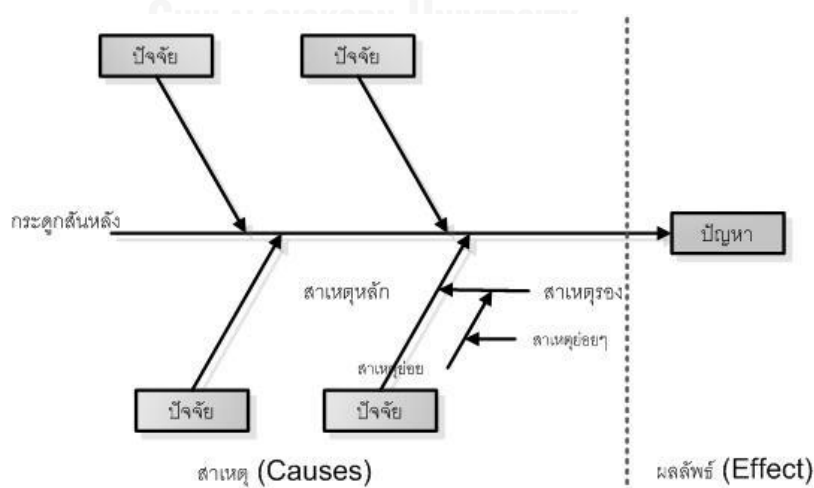 ปัจจัย
ปัจจัย
กระดูกสันหลัง
ปัญหา
สาเหตุหลัก
สาเหตุรอง
สาเหตุย่อยๆ
สาเหตุย่อย
ปัจจัย
ปัจจัย
สาเหตุ (Causes)
ผลลัพธ์ (Effect)